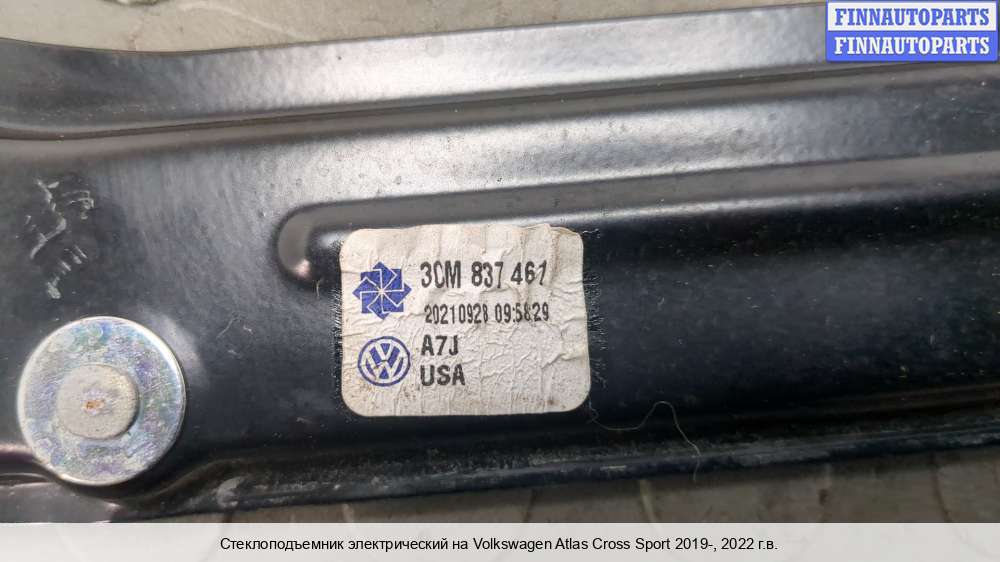 FINNAUTOPARTS
FINNAUTOPARTS
3CM 837 461
20210928 09:58:29
A7J
USA
Стеклоподъемник электрический на Volkswagen Atlas Cross Sport 2019-, 2022 г.в.